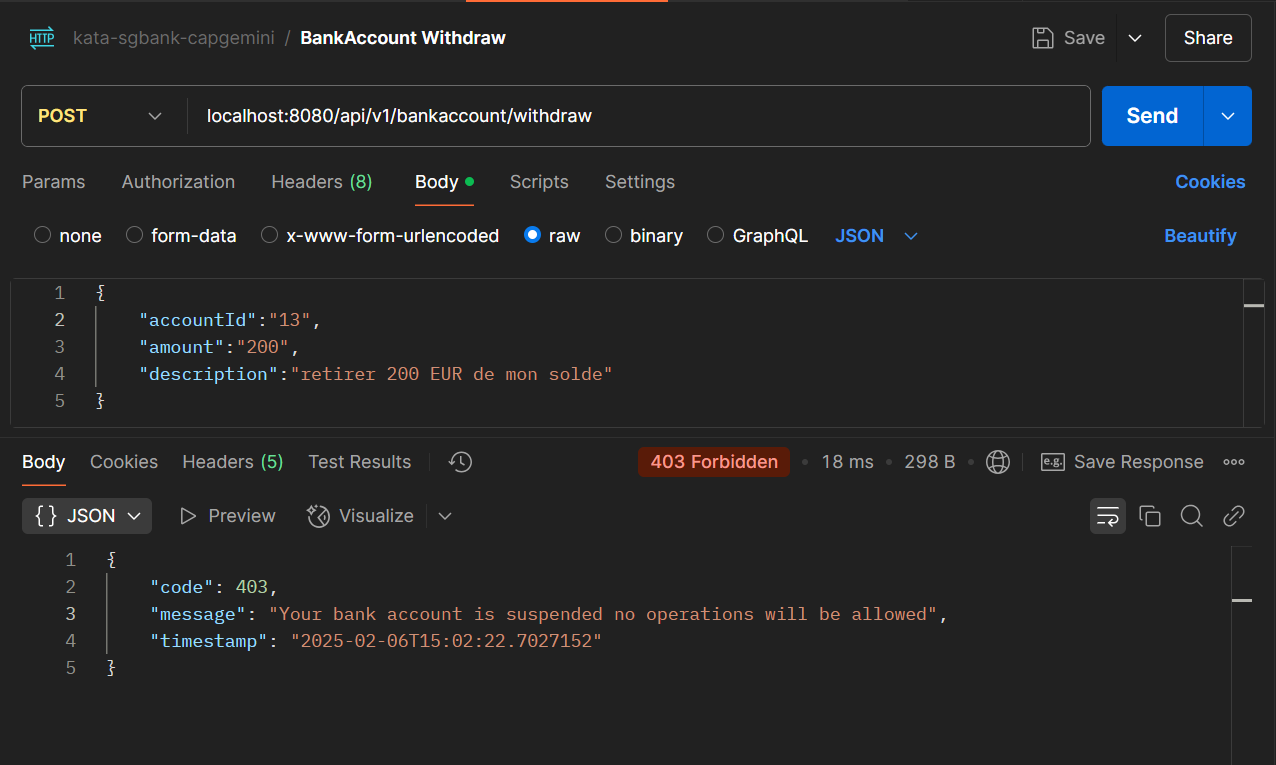 HTTP kata-sgbank-capgemini / BankAccount Withdraw Save Share
POST localhost:8080/api/v1/bankaccount/withdraw Send
Params Authorization Headers (8) Body Scripts Settings Cookies
none form-data x-www-form-urlencoded raw binary GraphQL JSON Beautify
1 {
2 "accountId":"13",
3 "amount":"200",
4 "description":"retirer 200 EUR de mon solde"
5 }
Body Cookies Headers (5) Test Results 403 Forbidden • 18 ms • 298 B • e.g. Save Response
{} JSON Preview Visualize
1 {
2 "code": 403,
3 "message": "Your bank account is suspended no operations will be allowed",
4 "timestamp": "2025-02-06T15:02:22.7027152"
5 }